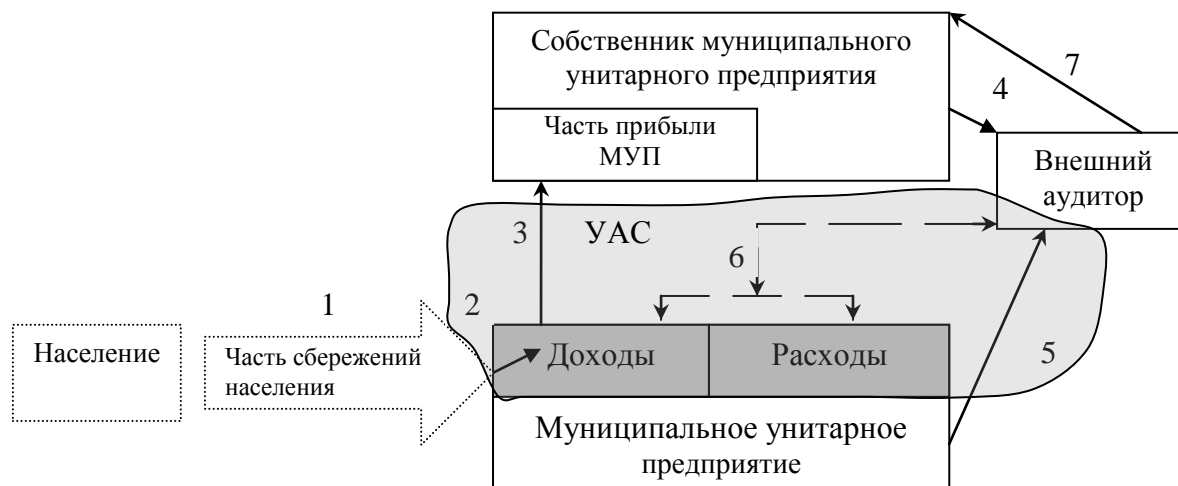 Собственник муниципального
унитарного предприятия
7
4
Часть прибыли
МУП
Внешний
аудитор
3
УАС
6
1
2
Население
Часть сбережений
населения
Доходы
Расходы
5
Муниципальное унитарное
предприятие